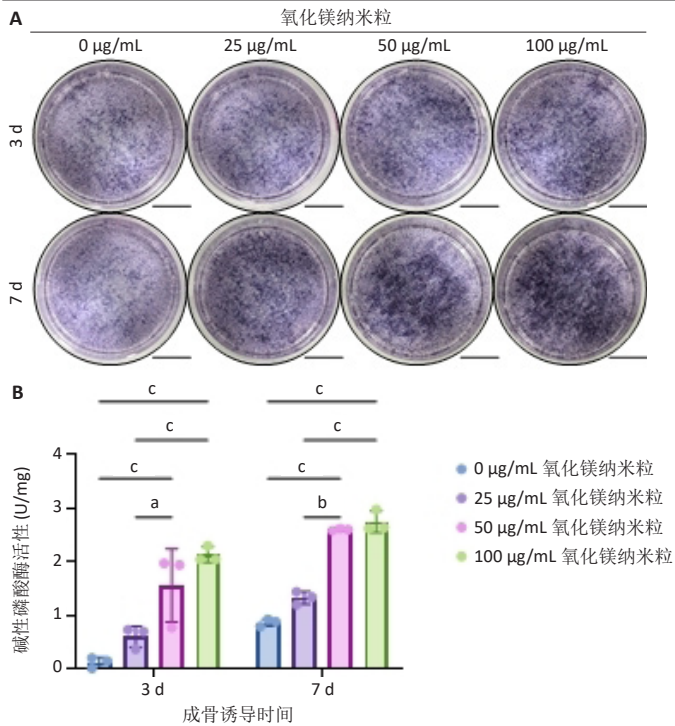 A
氧化镁纳米粒
0 μg/mL 25 μg/mL 50 μg/mL 100 μg/mL
3 d
7 d
B
c c
c c
c c
a b
4
3
2
1
0
碱性磷酸酶活性 (U/mg)
3 d 7 d
成骨诱导时间
0 μg/mL 氧化镁纳米粒
25 μg/mL 氧化镁纳米粒
50 μg/mL 氧化镁纳米粒
100 μg/mL 氧化镁纳米粒